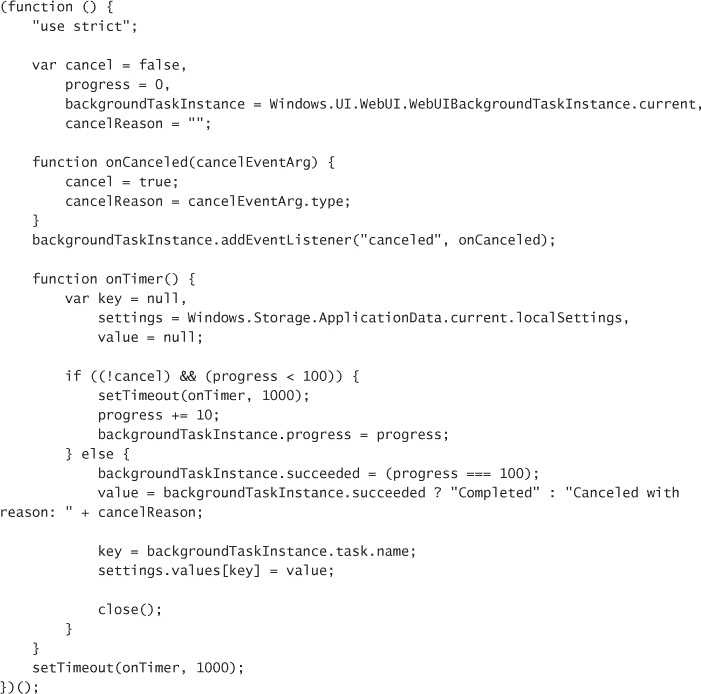 (function () {
    "use strict";

    var cancel = false,
        progress = 0,
        backgroundTaskInstance = Windows.UI.WebUI.WebUIBackgroundTaskInstance.current,
        cancelReason = "";

    function onCanceled(cancelEventArg) {
        cancel = true;
        cancelReason = cancelEventArg.type;
    }
    backgroundTaskInstance.addEventListener("canceled", onCanceled);

    function onTimer() {
        var key = null,
            settings = Windows.Storage.ApplicationData.current.localSettings,
            value = null;

        if ((!cancel) && (progress < 100)) {
            setTimeout(onTimer, 1000);
            progress += 10;
            backgroundTaskInstance.progress = progress;
        } else {
            backgroundTaskInstance.succeeded = (progress === 100);
            value = backgroundTaskInstance.succeeded ? "Completed" : "Canceled with
reason: " + cancelReason;

            key = backgroundTaskInstance.task.name;
            settings.values[key] = value;

            close();
        }
    }
    setTimeout(onTimer, 1000);
})();